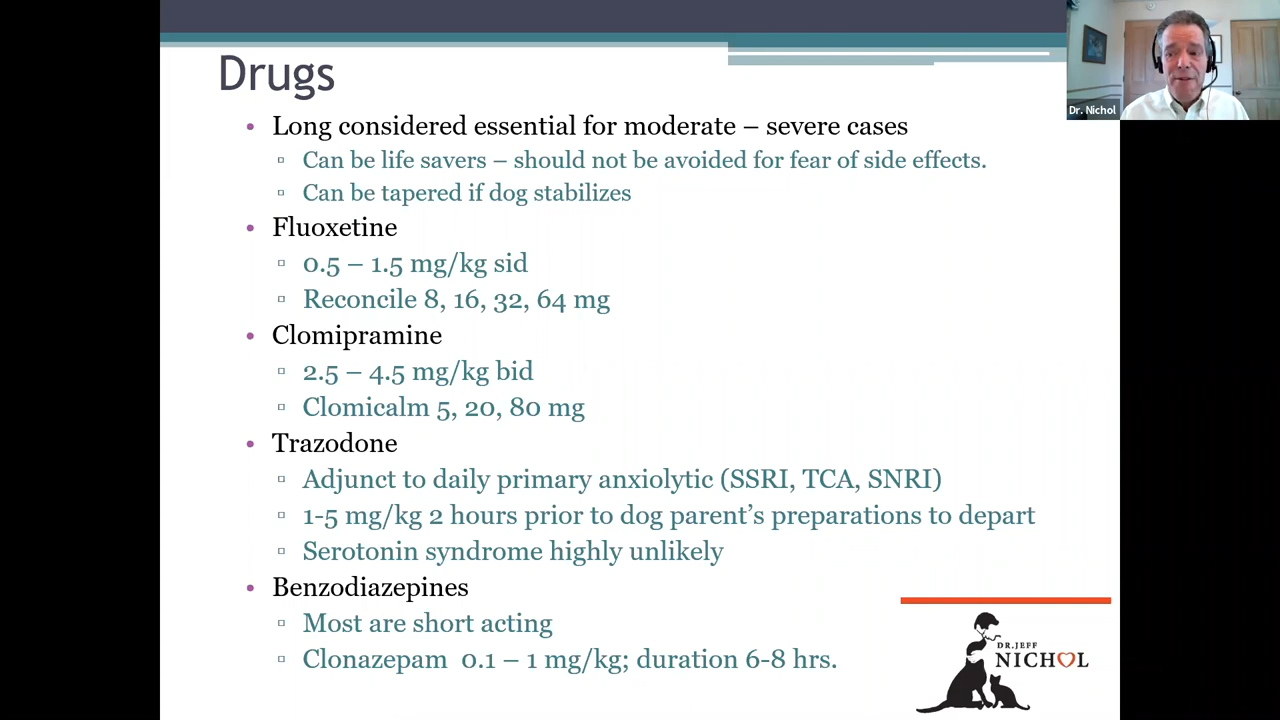 Drugs
Dr. Nichol
• Long considered essential for moderate – severe cases
▫ Can be life savers – should not be avoided for fear of side effects.
▫ Can be tapered if dog stabilizes
• Fluoxetine
▫ 0.5 – 1.5 mg/kg sid
▫ Reconcile 8, 16, 32, 64 mg
• Clomipramine
▫ 2.5 – 4.5 mg/kg bid
▫ Clomicalm 5, 20, 80 mg
• Trazodone
▫ Adjunct to daily primary anxiolytic (SSRI, TCA, SNRI)
▫ 1-5 mg/kg 2 hours prior to dog parent’s preparations to depart
▫ Serotonin syndrome highly unlikely
• Benzodiazepines
▫ Most are short acting
▫ Clonazepam 0.1 – 1 mg/kg; duration 6-8 hrs.
DR. JEFF
NICHOL